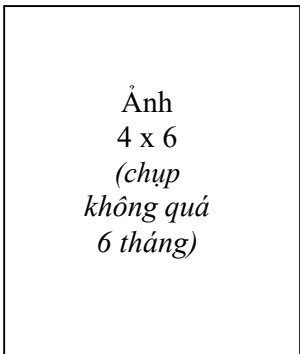 Ảnh
4 x 6
(chụp
không quá
6 tháng)